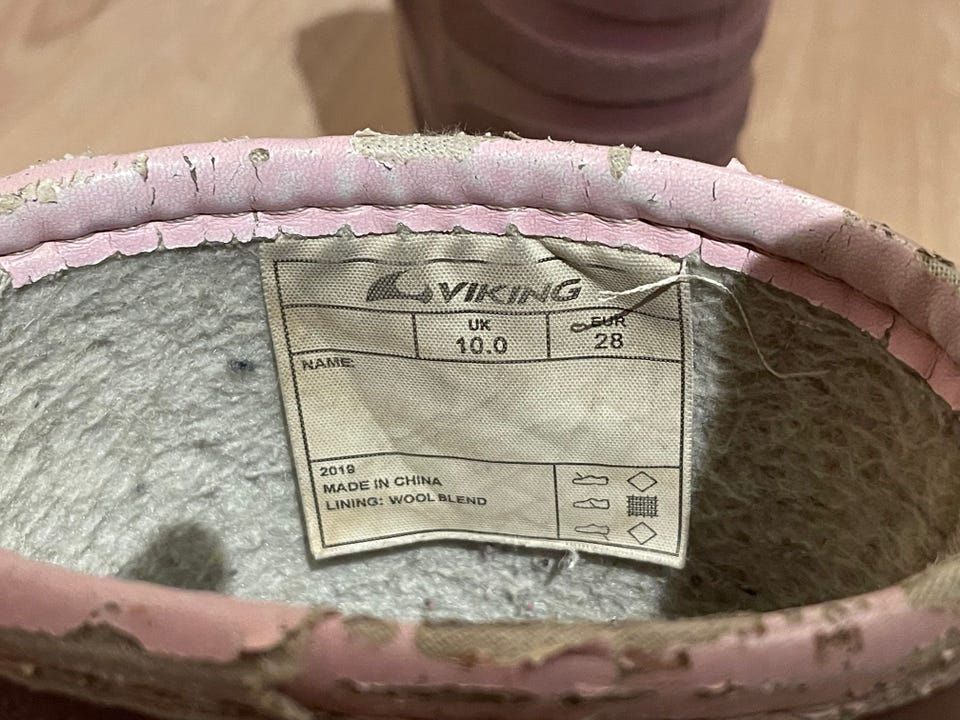 VIKING
UK EUR
10.0 28
NAME:
2019
MADE IN CHINA
LINING: WOOL BLEND